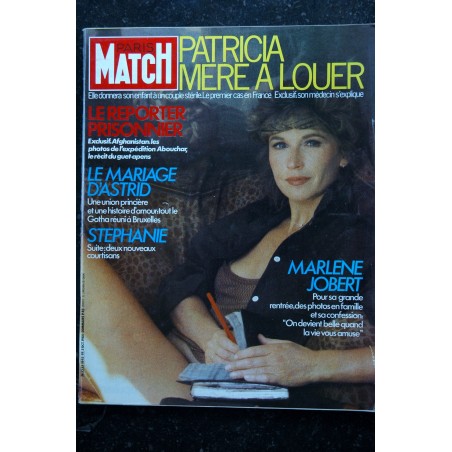 PARIS
MATCH
PATRICIA
MERE A LOUER
Elle donnera son enfant à un couple stérile. Le premier cas en France. Exclusif: son médecin s'explique
LE REPORTER
PRISONNIER
Exclusif. Afghanistan. les
photos de l'expédition Abouchar,
le récit du guet-apens
LE MARIAGE
D'ASTRID
Une union princière
et une histoire d'amour: tout le
Gotha réuni à Bruxelles
STEPHANIE
Suite: deux nouveaux
courtisans
MARLENE
JOBERT
Pour sa grande
rentrée, des photos en famille
et sa confession:
"On devient belle quand
la vie vous amuse"